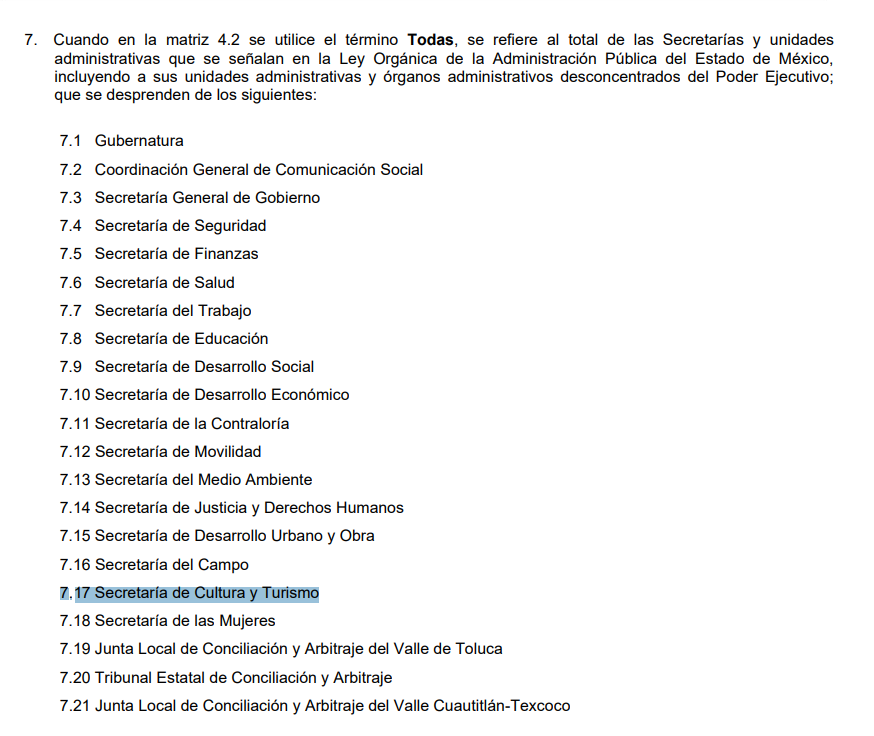 7. Cuando en la matriz 4.2 se utilice el término Todas, se refiere al total de las Secretarías y unidades
administrativas que se señalan en la Ley Orgánica de la Administración Pública del Estado de México,
incluyendo a sus unidades administrativas y órganos administrativos desconcentrados del Poder Ejecutivo;
que se desprenden de los siguientes:
7.1 Gubernatura
7.2 Coordinación General de Comunicación Social
7.3 Secretaría General de Gobierno
7.4 Secretaría de Seguridad
7.5 Secretaría de Finanzas
7.6 Secretaría de Salud
7.7 Secretaría del Trabajo
7.8 Secretaría de Educación
7.9 Secretaría de Desarrollo Social
7.10 Secretaría de Desarrollo Económico
7.11 Secretaría de la Contraloría
7.12 Secretaría de Movilidad
7.13 Secretaría del Medio Ambiente
7.14 Secretaría de Justicia y Derechos Humanos
7.15 Secretaría de Desarrollo Urbano y Obra
7.16 Secretaría del Campo
7,17 Secretaría de Cultura y Turismo
7.18 Secretaría de las Mujeres
7.19 Junta Local de Conciliación y Arbitraje del Valle de Toluca
7.20 Tribunal Estatal de Conciliación y Arbitraje
7.21 Junta Local de Conciliación y Arbitraje del Valle Cuautitlán-Texcoco